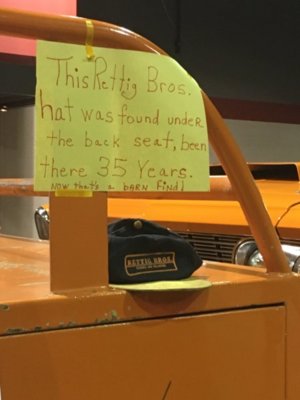 This Rettig Bros.
hat was found under
the back seat, been
there 35 Years.
NOW that's a BARN FIND!
RETTIG BROS.